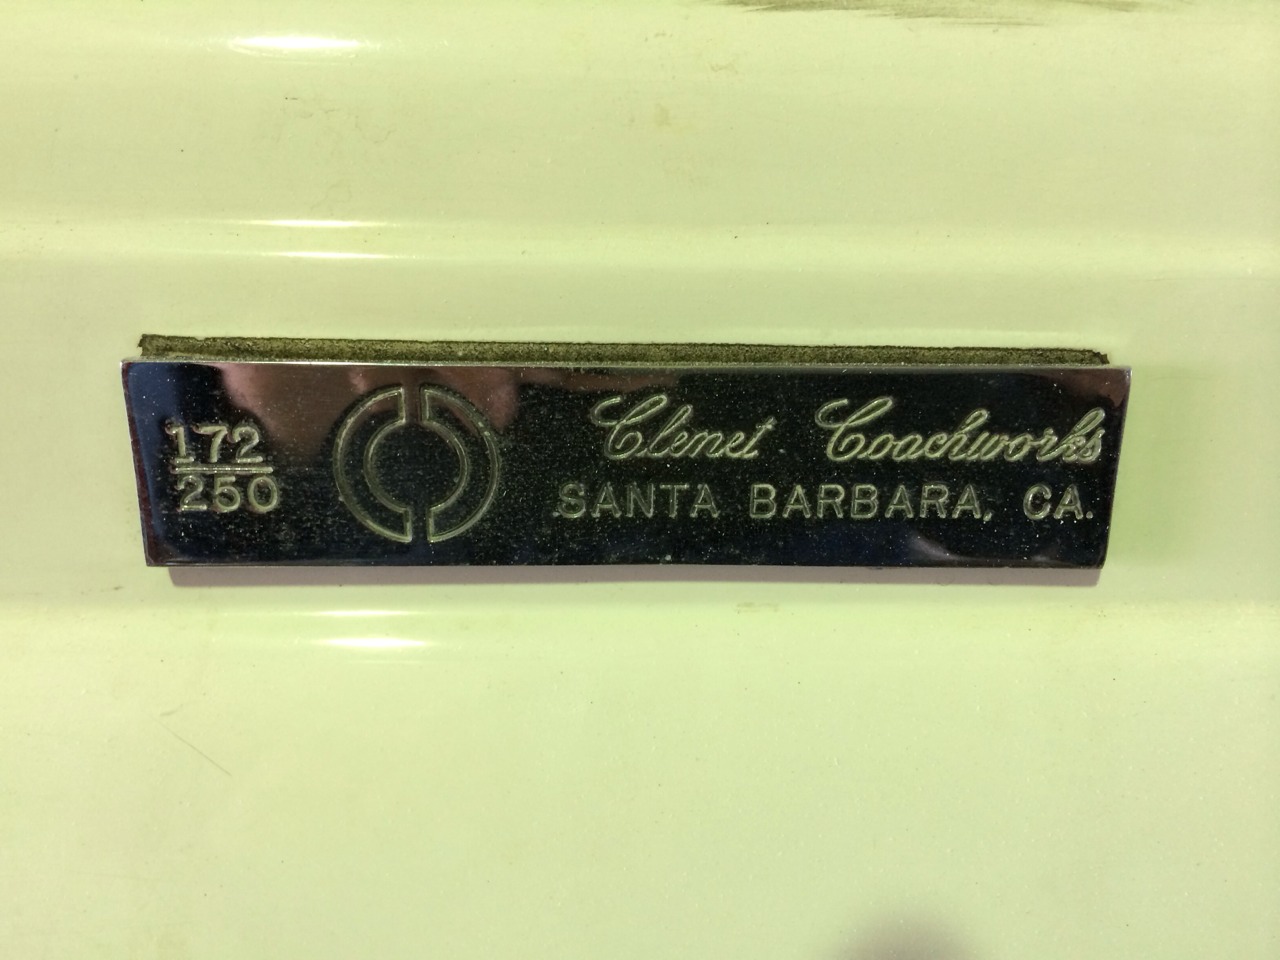 172
250
Clenet Coachworks
SANTA BARBARA, CA.